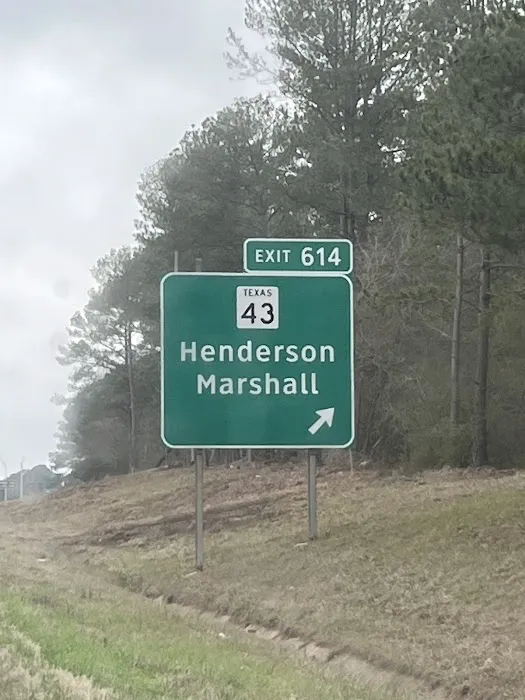 EXIT 614
TEXAS
43
Henderson
Marshall